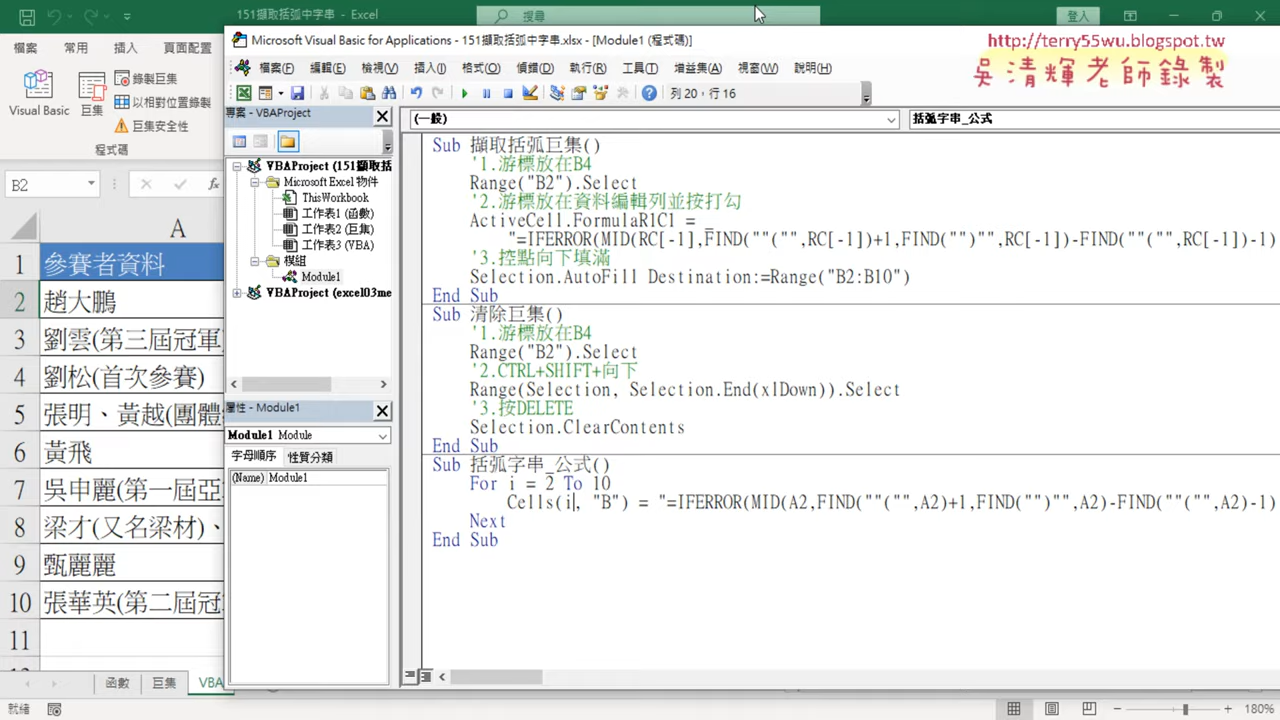 151擷取括弧中字串 - Excel
搜尋
登入
檔案 常用 插入 頁面配置
Visual Basic
巨集
錄製巨集
以相對位置錄製
巨集安全性
程式碼
B2
fx
A
1 參賽者資料
2 趙大鵬
3 劉雲(第三屆冠軍
4 劉松(首次參賽)
5 張明、黃越(團體
6 黃飛
7 吳申麗(第一屆亞
8 梁才(又名梁材)、
9 甄麗麗
10 張華英(第二屆冠
11
函數 巨集 VBA
就緒
180%
Microsoft Visual Basic for Applications - 151擷取括弧中字串.xlsx - [Module1 (程式碼)]
http://terry55wu.blogspot.tw
吳清輝老師錄製
檔案(F) 編輯(E) 檢視(V) 插入(I) 格式(O) 偵錯(D) 執行(R) 工具(T) 增益集(A) 視窗(W) 說明(H)
列 20，行 16
專案 - VBAProject
VBAProject (151擷取括
Microsoft Excel 物件
ThisWorkbook
工作表1 (函數)
工作表2 (巨集)
工作表3 (VBA)
模組
Module1
VBAProject (excel03me
屬性 - Module1
Module1 Module
字母順序 性質分類
(Name) Module1
(一般)
括弧字串_公式
Sub 擷取括弧巨集()
'1.游標放在B4
Range("B2").Select
'2.游標放在資料編輯列並按打勾
ActiveCell.FormulaR1C1 = _
"=IFERROR(MID(RC[-1],FIND(""("",RC[-1])+1,FIND("")"",RC[-1])-FIND(""("",RC[-1])-1)
'3.控點向下填滿
Selection.AutoFill Destination:=Range("B2:B10")
End Sub
Sub 清除巨集()
'1.游標放在B4
Range("B2").Select
'2.CTRL+SHIFT+向下
Range(Selection, Selection.End(xlDown)).Select
'3.按DELETE
Selection.ClearContents
End Sub
Sub 括弧字串_公式()
For i = 2 To 10
Cells(i, "B") = "=IFERROR(MID(A2,FIND(""("",A2)+1,FIND("")"",A2)-FIND(""("",A2)-1)
Next
End Sub